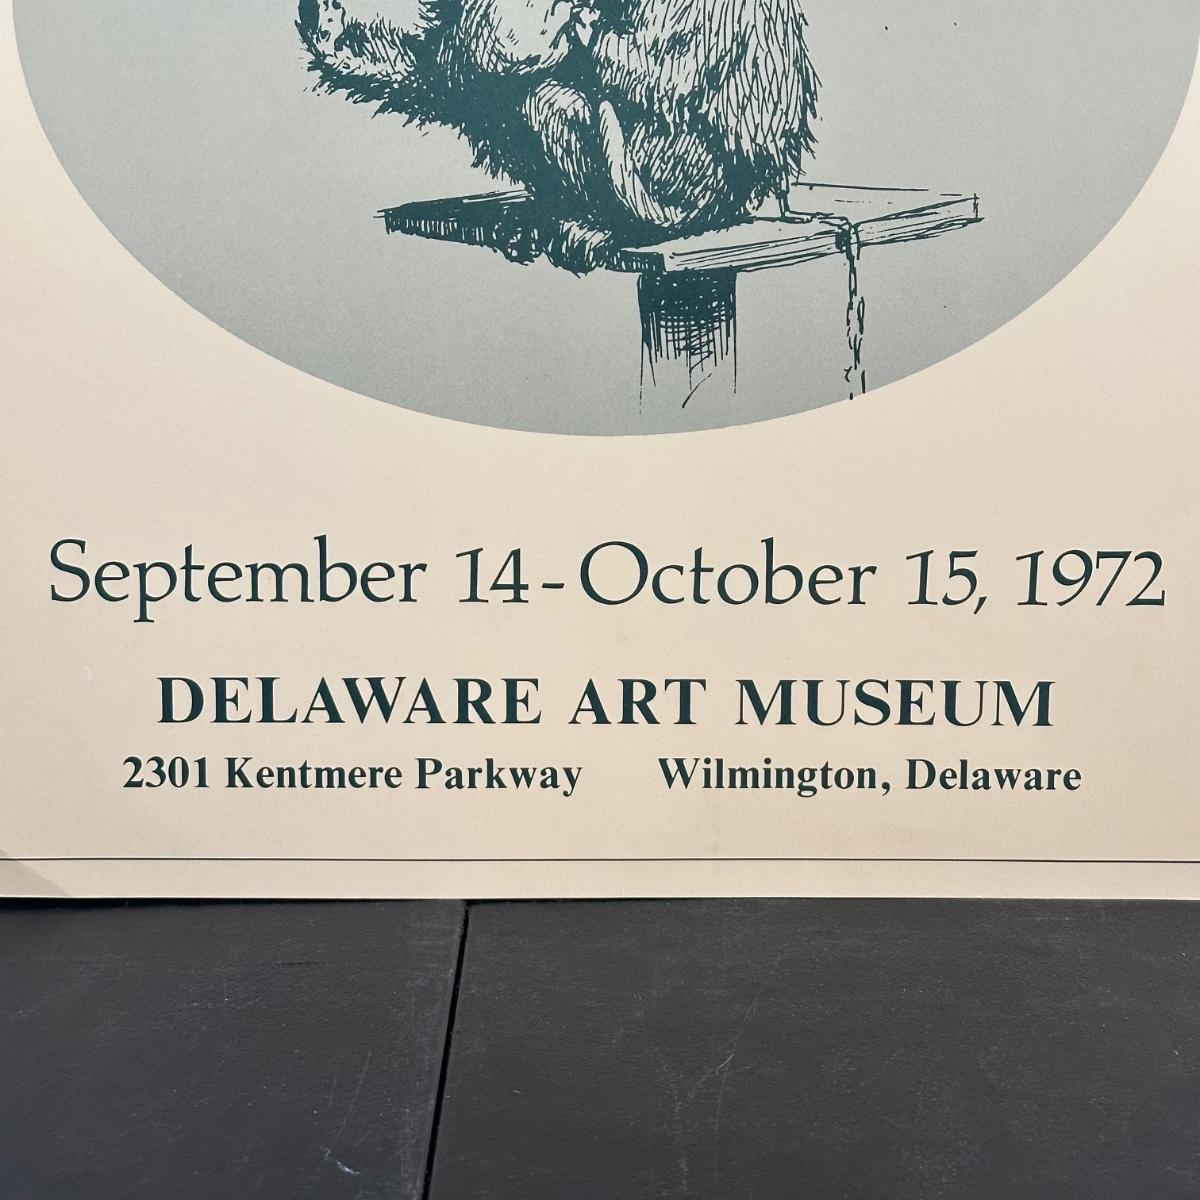 September 14-October 15, 1972
DELAWARE ART MUSEUM
2301 Kentmere Parkway Wilmington, Delaware